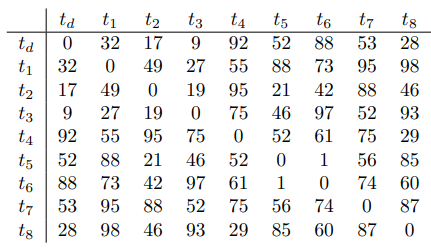 t_d t_1 t_2 t_3 t_4 t_5 t_6 t_7 t_8
t_d 0 32 17 9 92 52 88 53 28
t_1 32 0 49 27 55 88 73 95 98
t_2 17 49 0 19 95 21 42 88 46
t_3 9 27 19 0 75 46 97 52 93
t_4 92 55 95 75 0 52 61 75 29
t_5 52 88 21 46 52 0 1 56 85
t_6 88 73 42 97 61 1 0 74 60
t_7 53 95 88 52 75 56 74 0 87
t_8 28 98 46 93 29 85 60 87 0